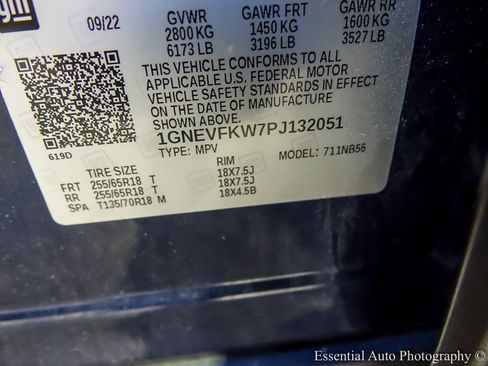 gm
09/22 GVWR GAWR FRT GAWR RR
2800 KG 1450 KG 1600 KG
6173 LB 3196 LB 3527 LB
THIS VEHICLE CONFORMS TO ALL
APPLICABLE U.S. FEDERAL MOTOR
VEHICLE SAFETY STANDARDS IN EFFECT
ON THE DATE OF MANUFACTURE
SHOWN ABOVE.
1GNEVFKW7PJ132051
619D TYPE: MPV MODEL: 711NB56
TIRE SIZE RIM
FRT 255/65R18 T 18X7.5J
RR 255/65R18 T 18X7.5J
SPA T135/70R18 M 18X4.5B
Essential Auto Photography ©